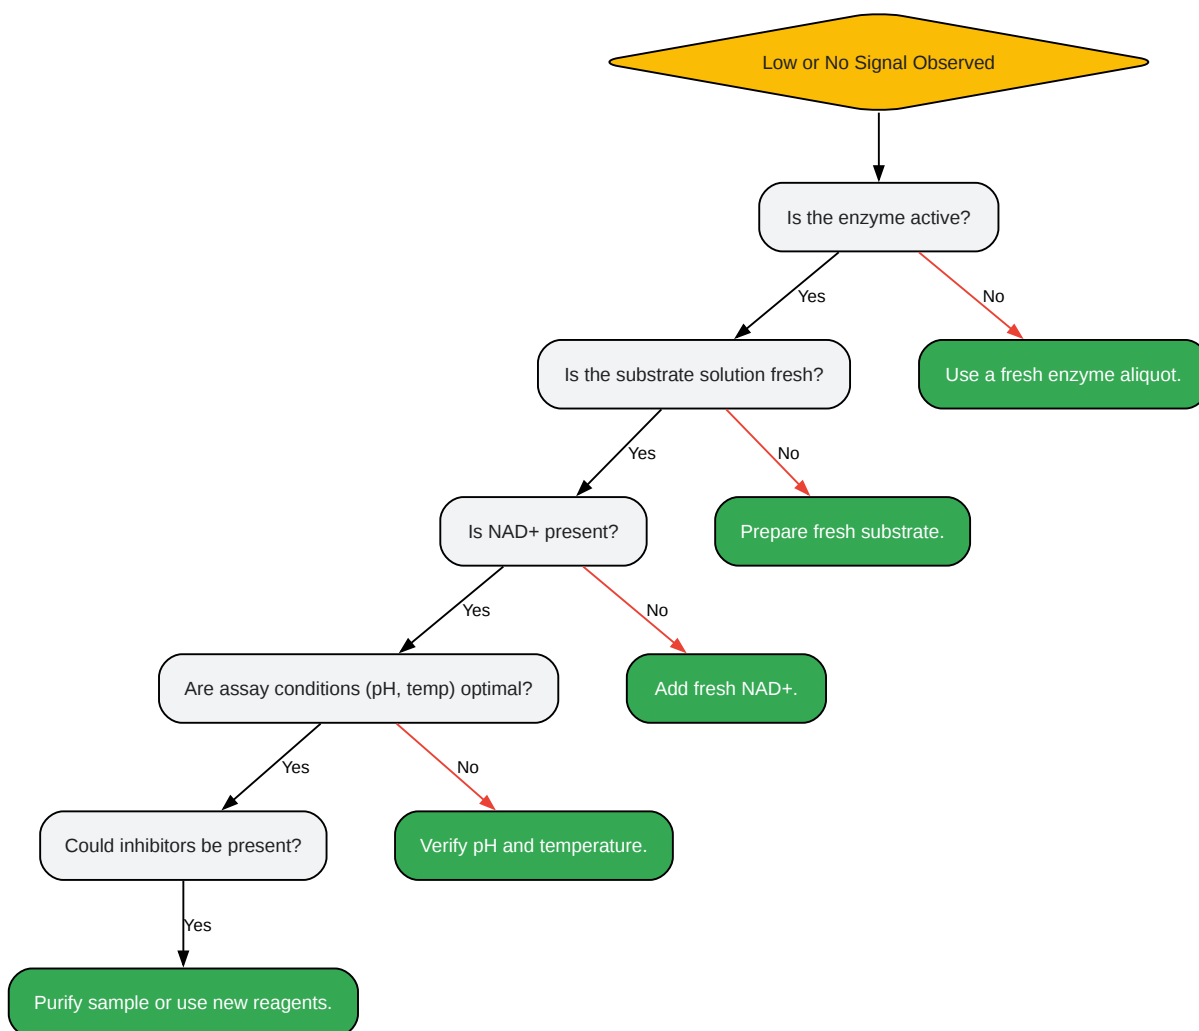 Low or No Signal Observed
Is the enzyme active?
Yes
No
Is the substrate solution fresh?
Use a fresh enzyme aliquot.
Yes
No
Is NAD+ present?
Prepare fresh substrate.
Yes
No
Are assay conditions (pH, temp) optimal?
Add fresh NAD+.
Yes
No
Could inhibitors be present?
Verify pH and temperature.
Yes
Purify sample or use new reagents.